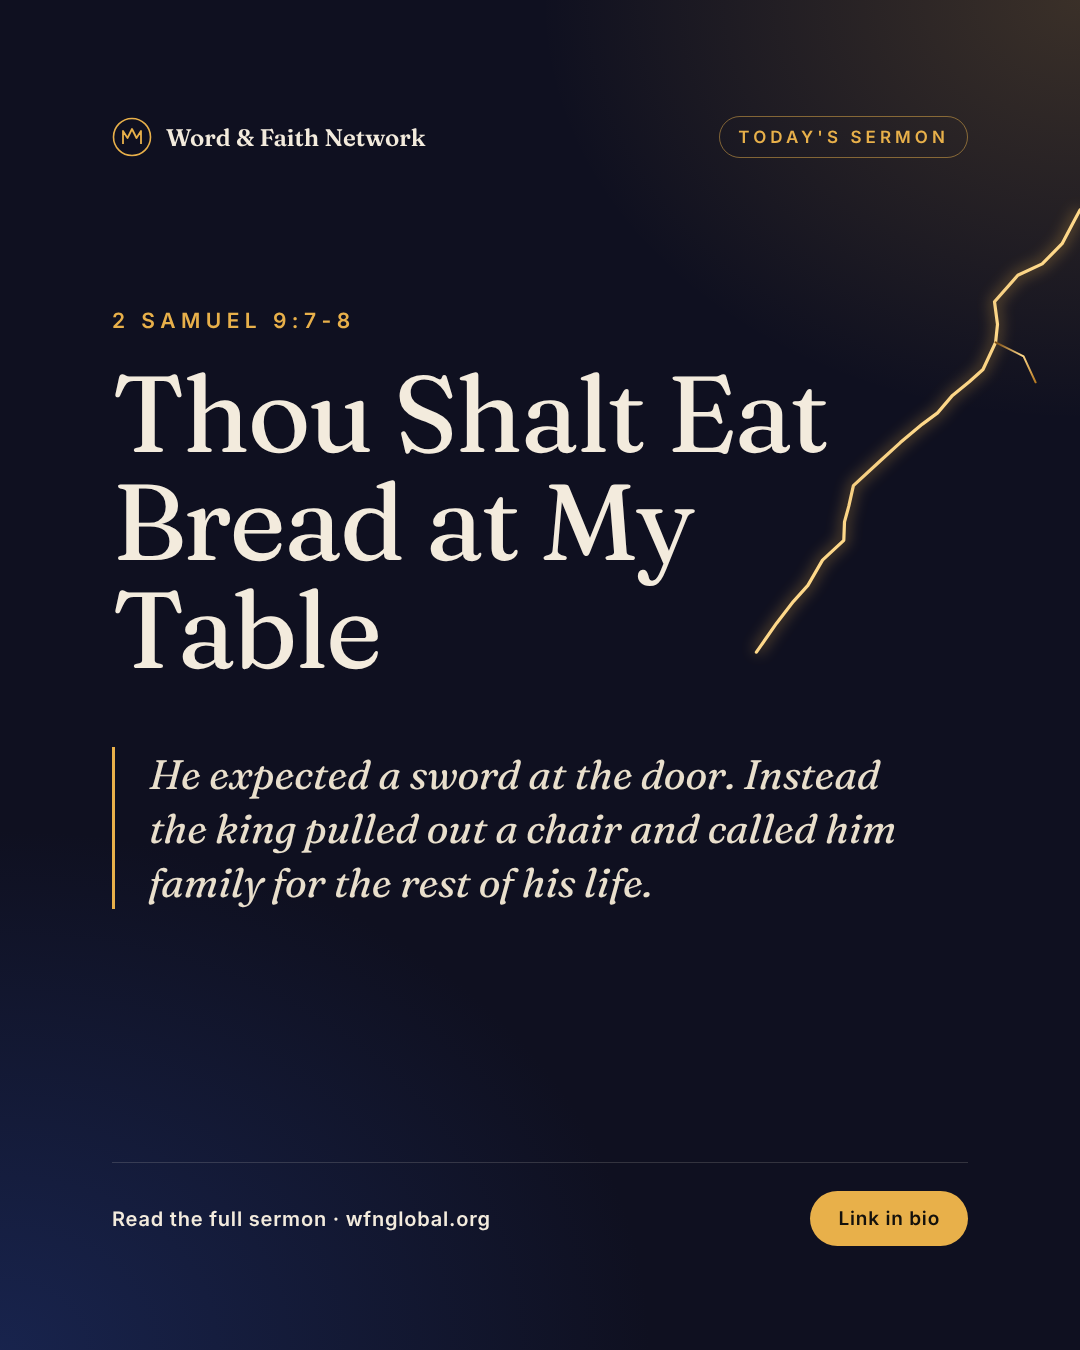 Word & Faith Network
TODAY'S SERMON
2 SAMUEL 9:7-8
Thou Shalt Eat
Bread at My
Table
He expected a sword at the door. Instead
the king pulled out a chair and called him
family for the rest of his life.
Read the full sermon · wfnglobal.org
Link in bio